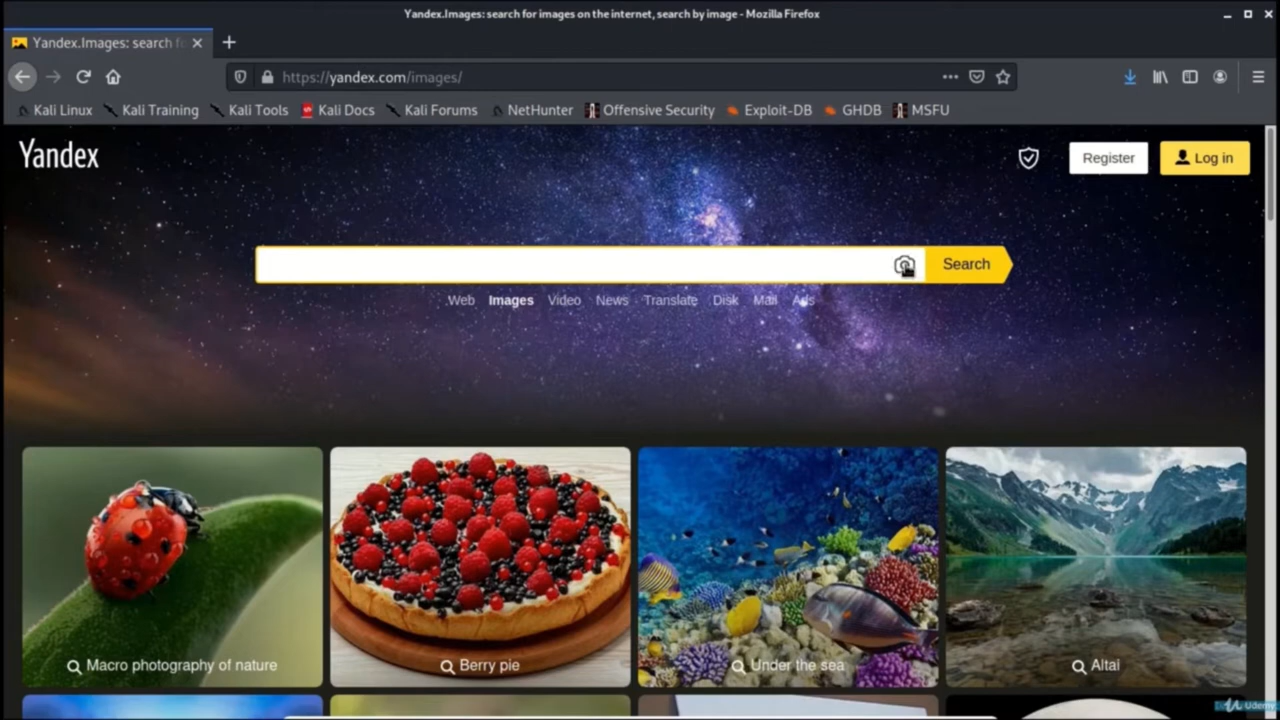 Yandex.Images: search for images on the internet, search by image - Mozilla Firefox
Yandex.Images: search f
https://yandex.com/images/
Kali Linux Kali Training Kali Tools Kali Docs Kali Forums NetHunter Offensive Security Exploit-DB GHDB MSFU
Yandex
Register
Log in
Search
Web Images Video News Translate Disk Mail Ads
Macro photography of nature
Berry pie
Under the sea
Altai
Udemy